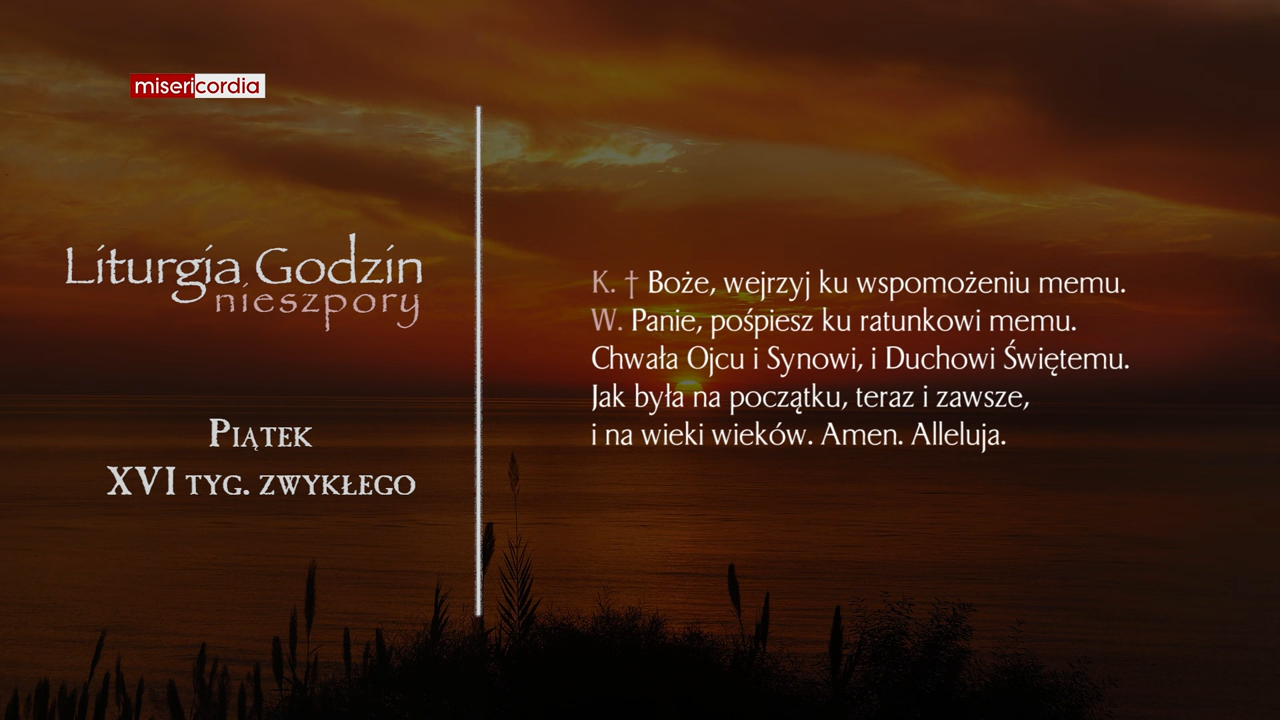 misericordia
Liturgia Godzin
nieszpory
Piątek
XVI tyg. zwykłego
K. † Boże, wejrzyj ku wspomożeniu memu.
W. Panie, pośpiesz ku ratunkowi memu.
Chwała Ojcu i Synowi, i Duchowi Świętemu.
Jak była na początku, teraz i zawsze,
i na wieki wieków. Amen. Alleluja.